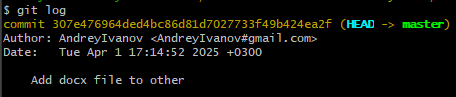 $ git log
commit 307e476964ded4bc86d81d7027733f49b424ea2f (HEAD -> master)
Author: AndreyIvanov <AndreyIvanov#gmail.com>
Date:   Tue Apr 1 17:14:52 2025 +0300
    Add docx file to other